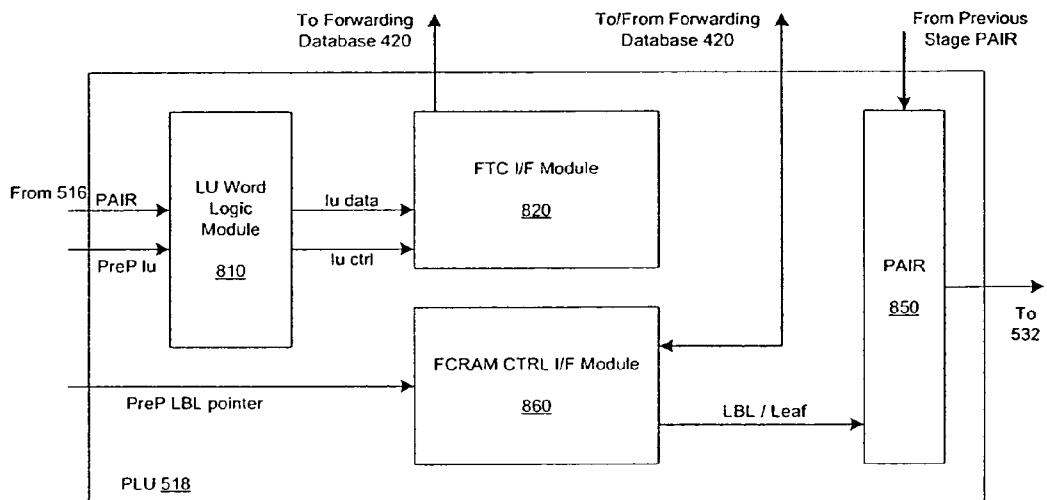 To Forwarding
Database 420
To/From Forwarding
Database 420
From Previous
Stage PAIR
From 516
PAIR
PreP lu
LU Word
Logic
Module
810
lu data
lu ctrl
FTC I/F Module
820
PAIR
850
To
532
PreP LBL pointer
FCRAM CTRL I/F Module
860
LBL / Leaf
PLU 518